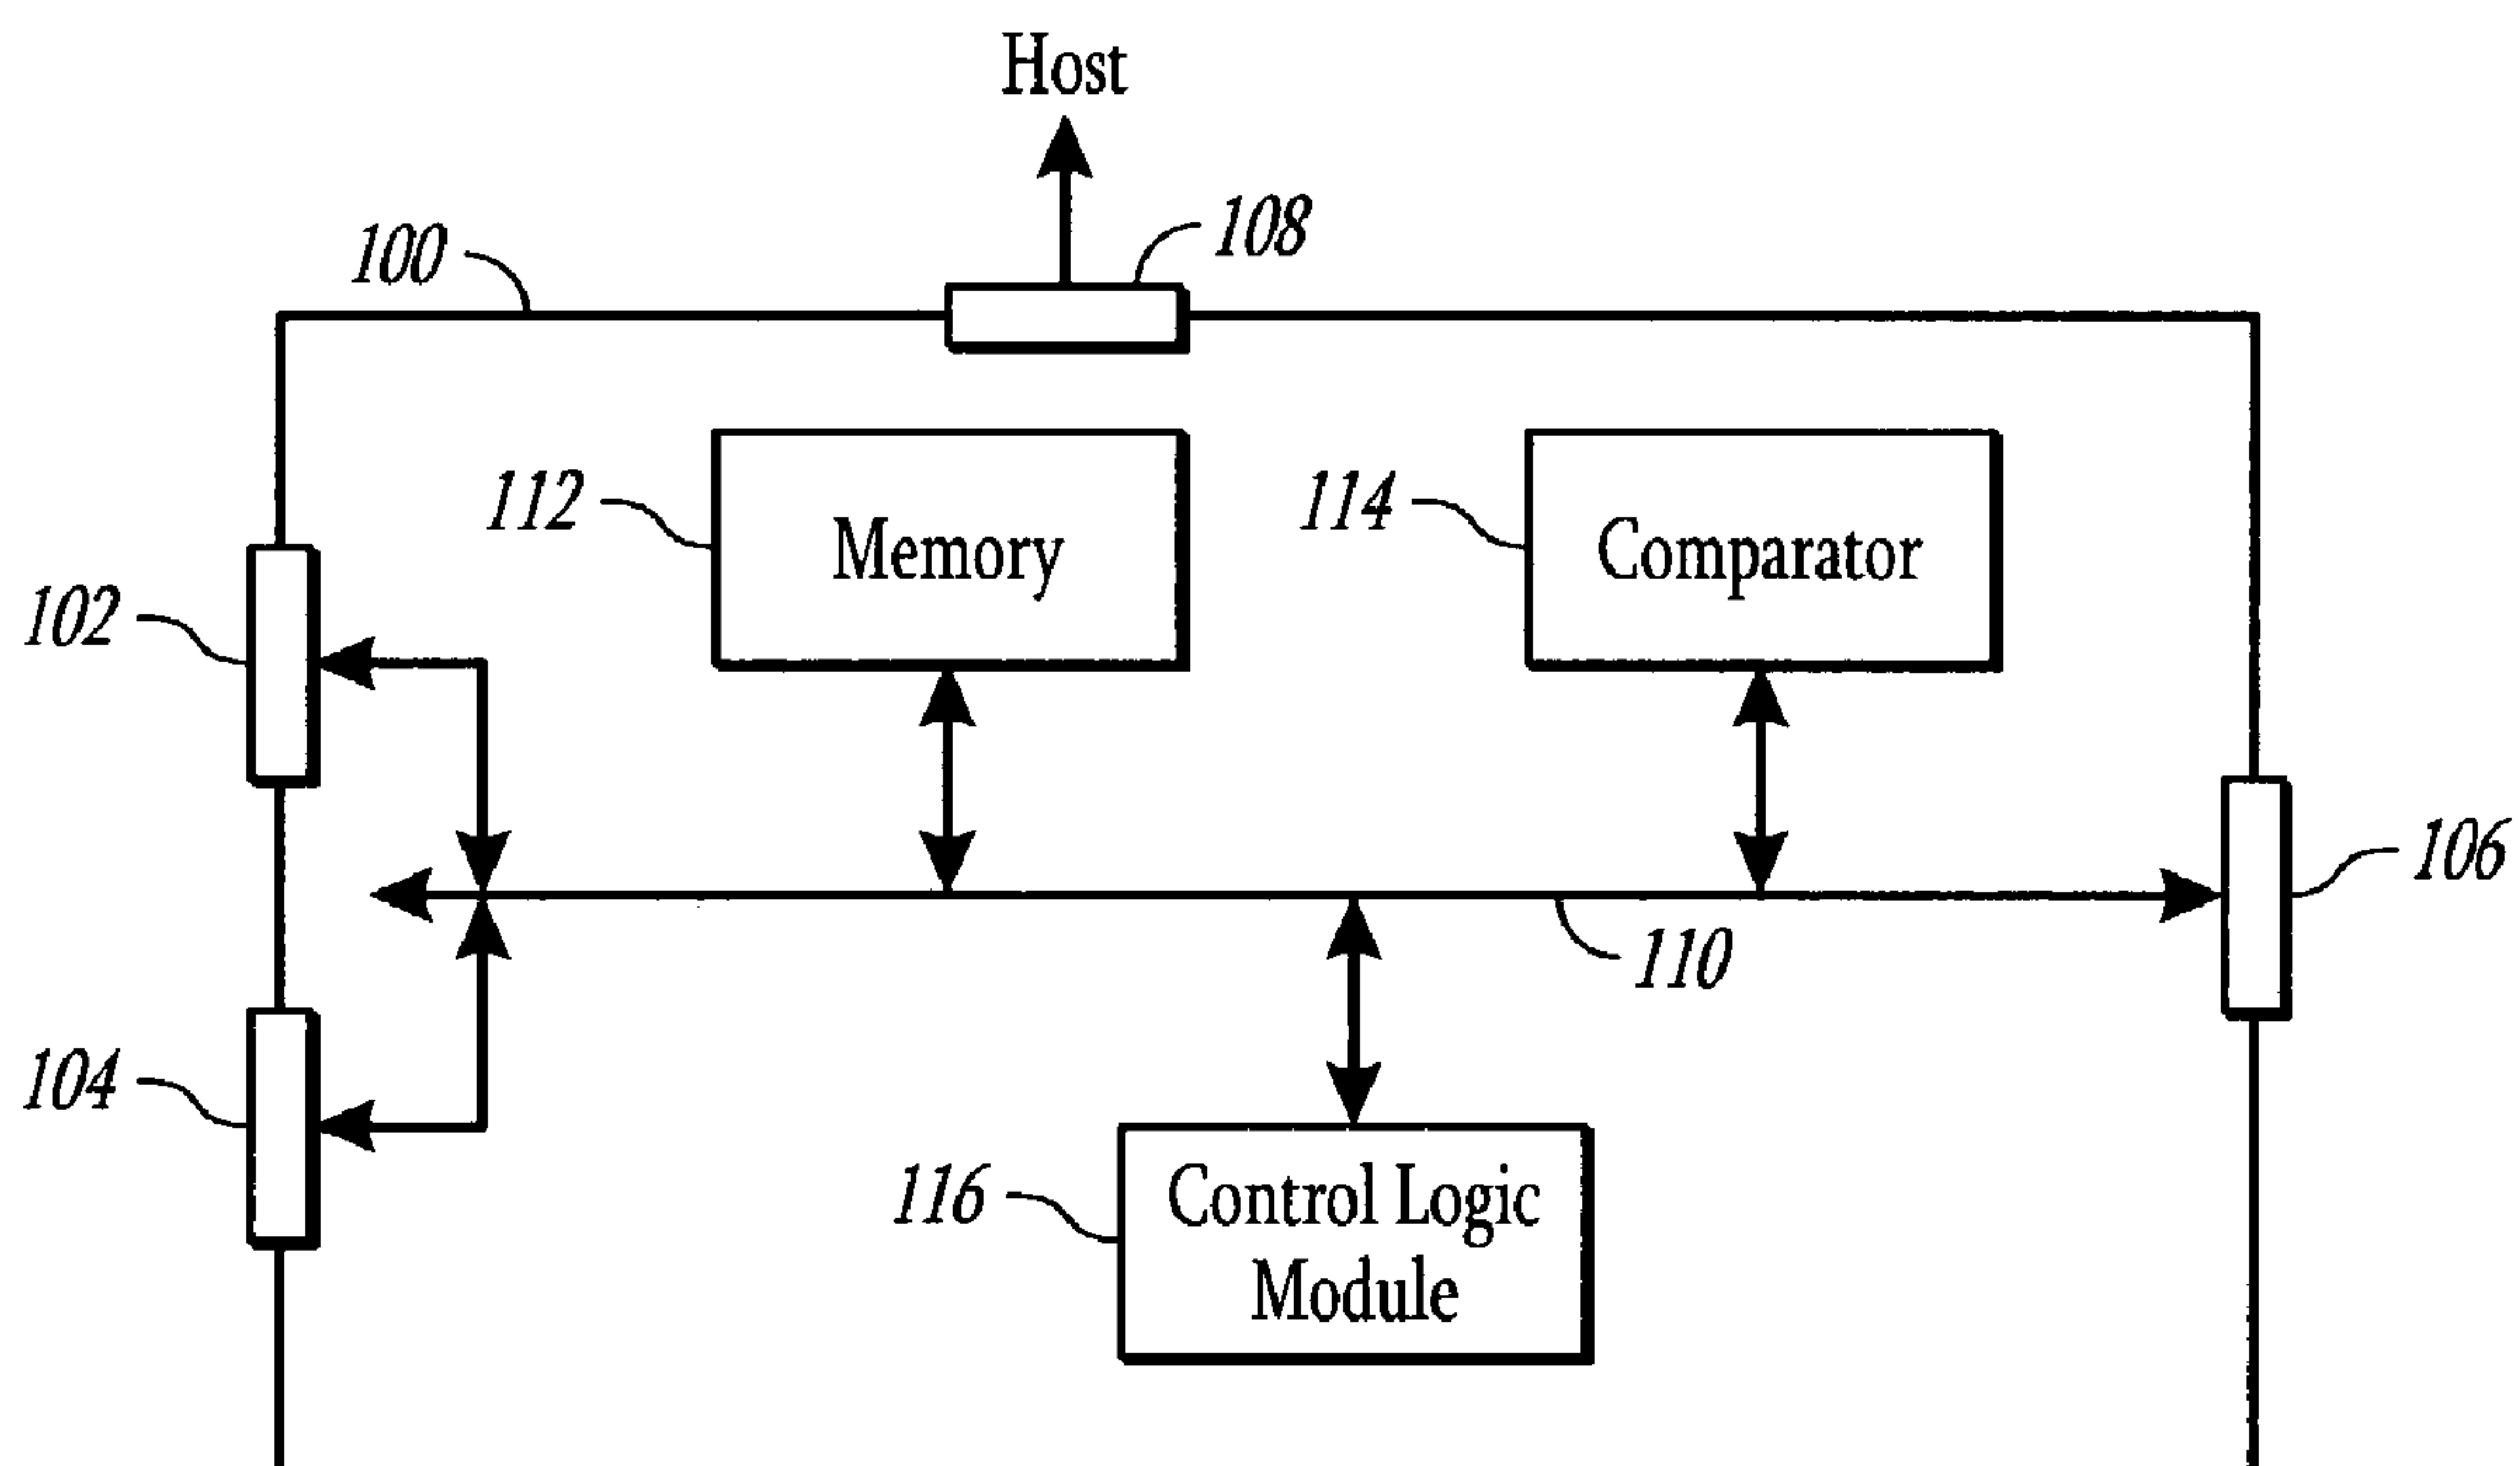 Host
100
108
112
Memory
114
Comparator
102
106
110
104
116
Control Logic
Module